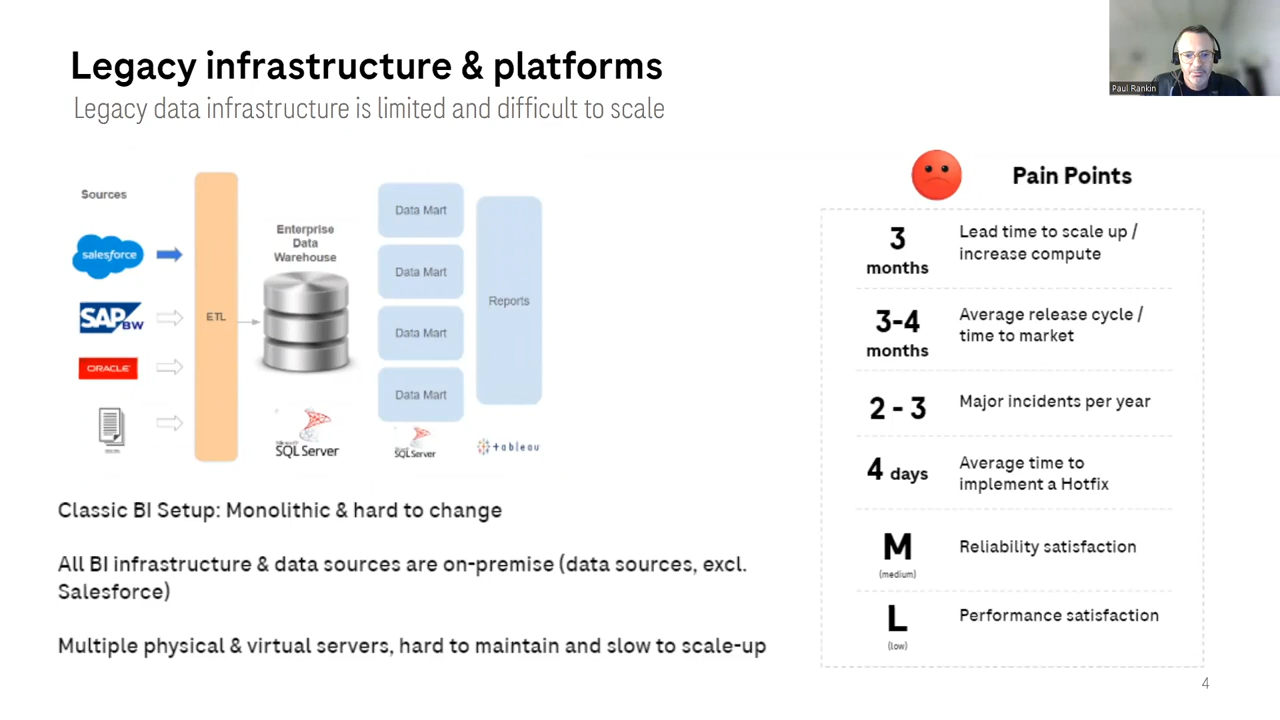 Legacy infrastructure & platforms
Legacy data infrastructure is limited and difficult to scale
Paul Rankin
Sources
salesforce
SAP BW
ORACLE
ETL
Enterprise
Data
Warehouse
Microsoft
SQL Server
Data Mart
Data Mart
Data Mart
Data Mart
SQL Server
Reports
+ableau
Classic BI Setup: Monolithic & hard to change
All BI infrastructure & data sources are on-premise (data sources, excl.
Salesforce)
Multiple physical & virtual servers, hard to maintain and slow to scale-up
Pain Points
3
months
Lead time to scale up /
increase compute
3-4
months
Average release cycle /
time to market
2 - 3
Major incidents per year
4 days
Average time to
implement a Hotfix
M
(medium)
Reliability satisfaction
L
(low)
Performance satisfaction
4